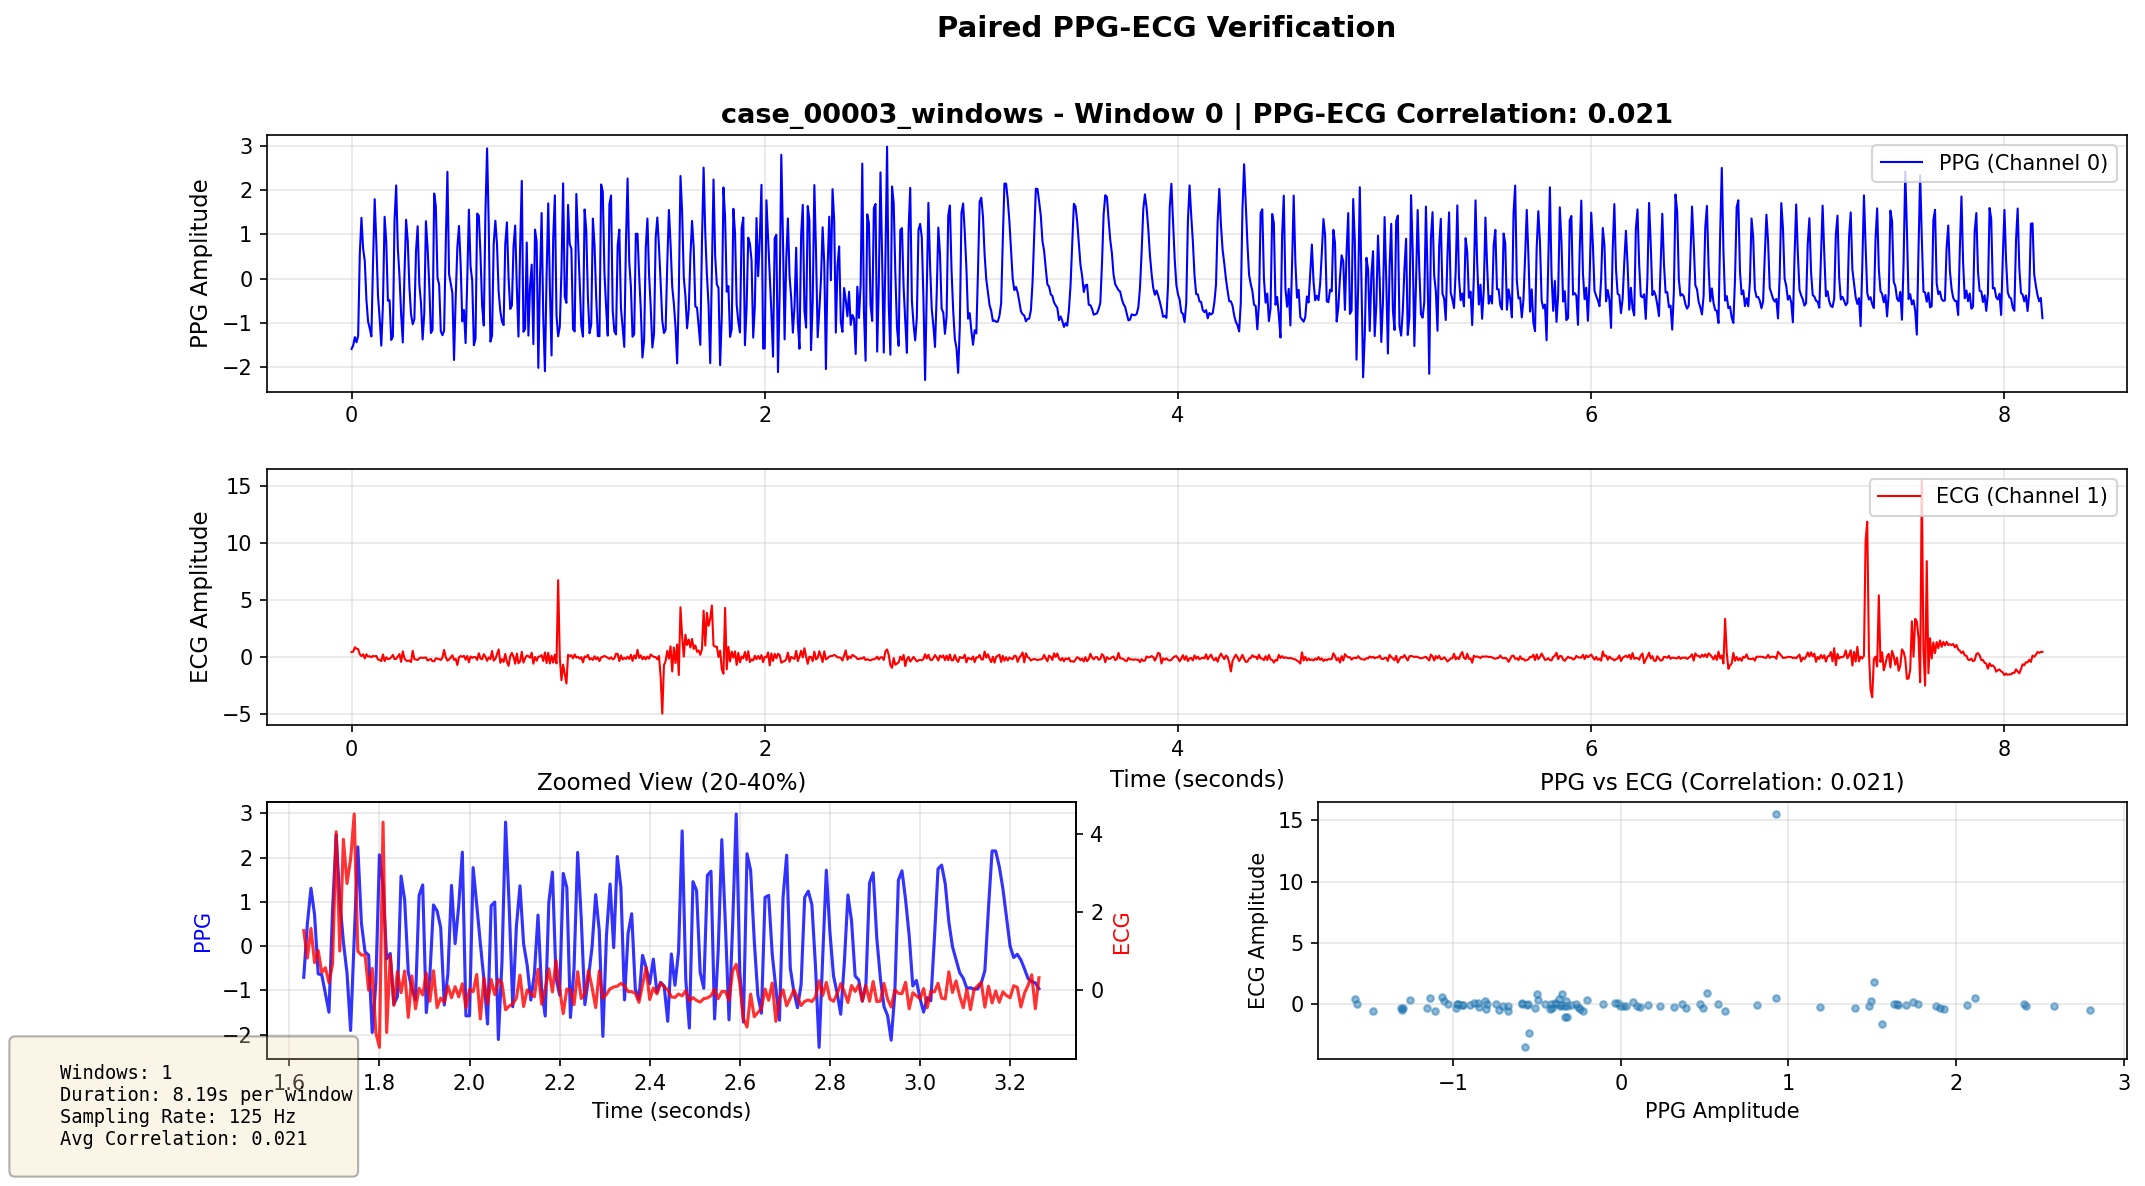 Paired PPG-ECG Verification
case_00003_windows - Window 0 | PPG-ECG Correlation: 0.021
PPG Amplitude
3
2
1
0
−1
−2
PPG (Channel 0)
0 2 4 6 8
ECG Amplitude
15
10
5
0
−5
ECG (Channel 1)
0 2 4 6 8
Time (seconds)
Zoomed View (20-40%)
PPG
3
2
1
0
−1
−2
4
2
0
ECG
1.6 1.8 2.0 2.2 2.4 2.6 2.8 3.0 3.2
Time (seconds)
PPG vs ECG (Correlation: 0.021)
ECG Amplitude
15
10
5
0
−1 0 1 2 3
PPG Amplitude
Windows: 1
Duration: 8.19s per window
Sampling Rate: 125 Hz
Avg Correlation: 0.021